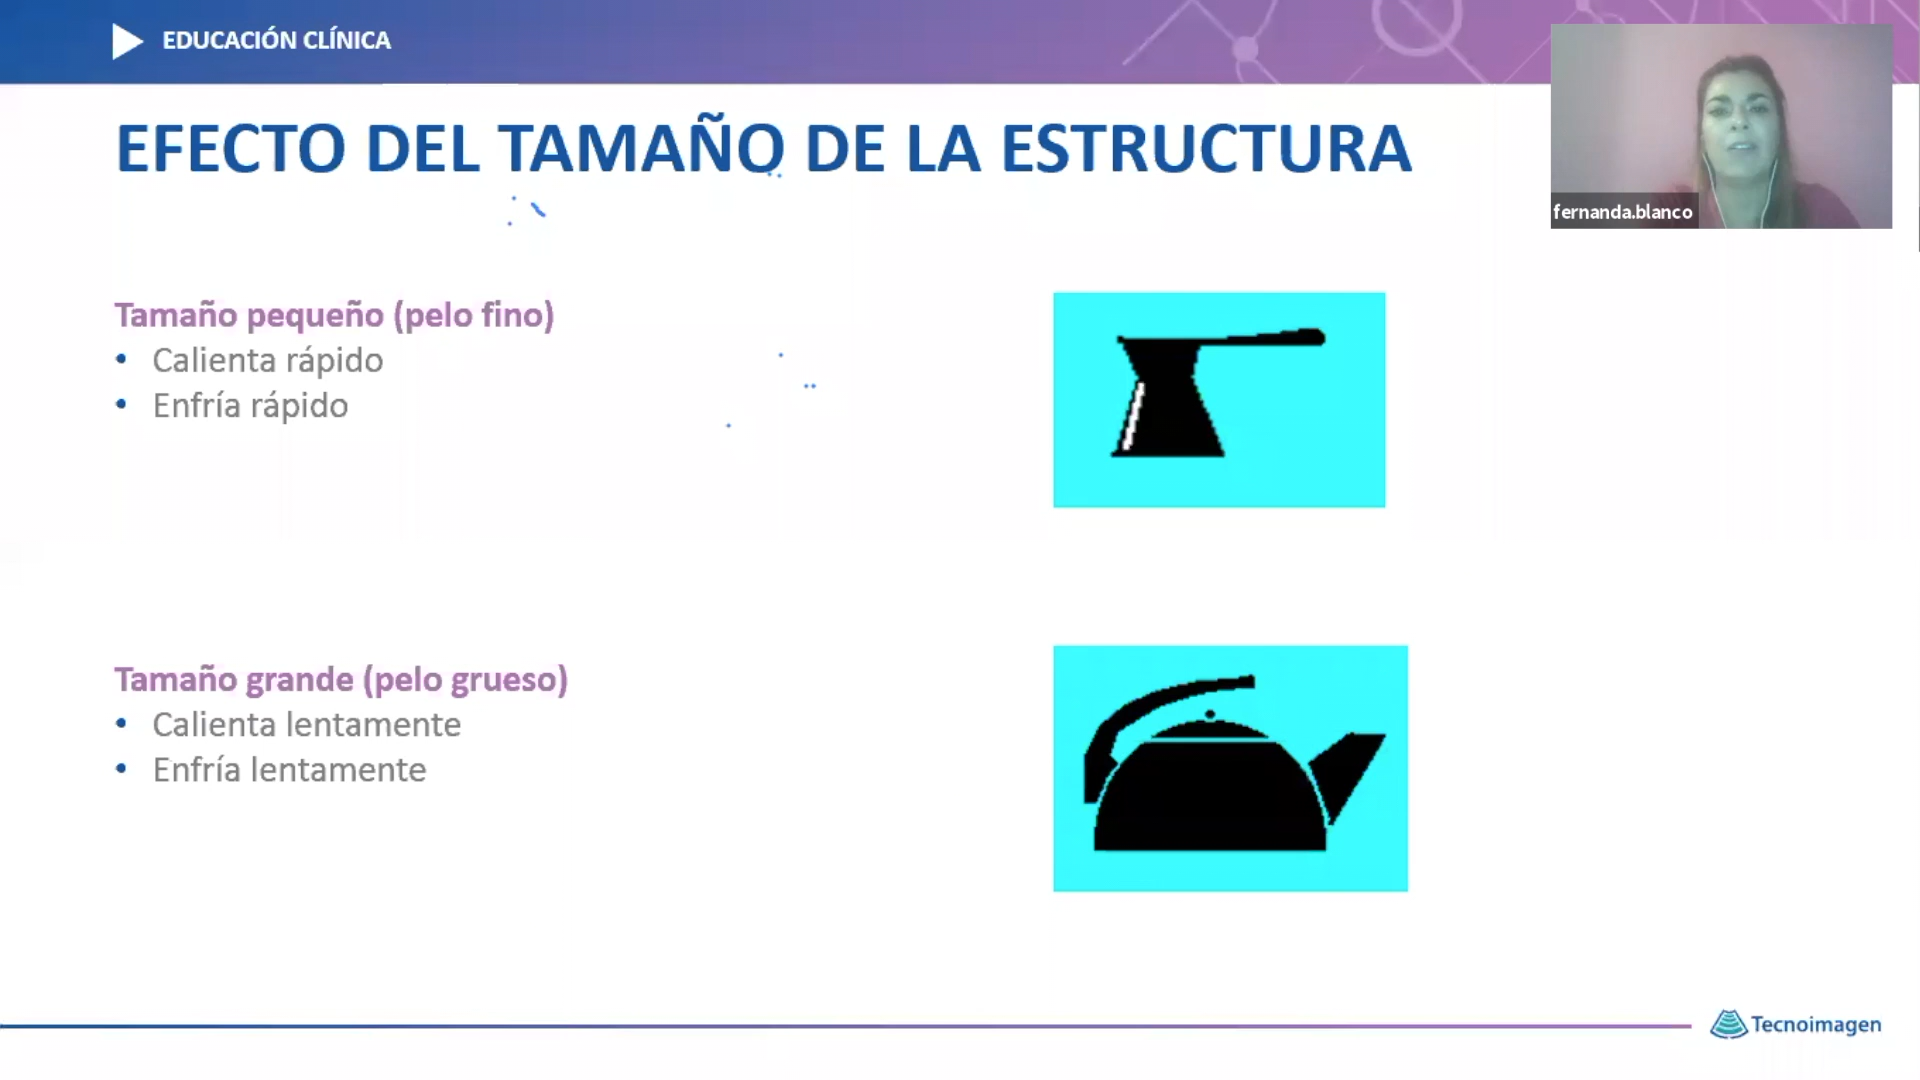 EDUCACIÓN CLÍNICA
EFECTO DEL TAMAÑO DE LA ESTRUCTURA
fernanda.blanco
Tamaño pequeño (pelo fino)
• Calienta rápido
• Enfría rápido
Tamaño grande (pelo grueso)
• Calienta lentamente
• Enfría lentamente
Tecnoimagen